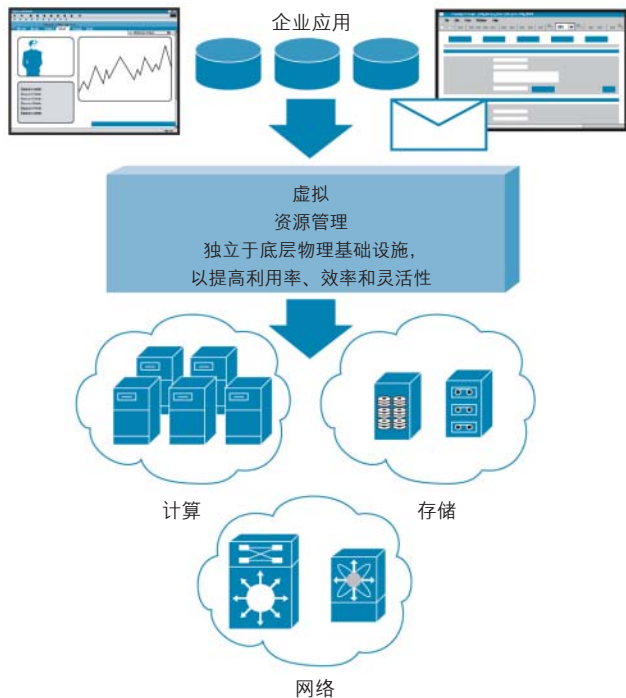 企业应用
虚拟
资源管理
独立于底层物理基础设施，
以提高利用率、效率和灵活性
计算
存储
网络